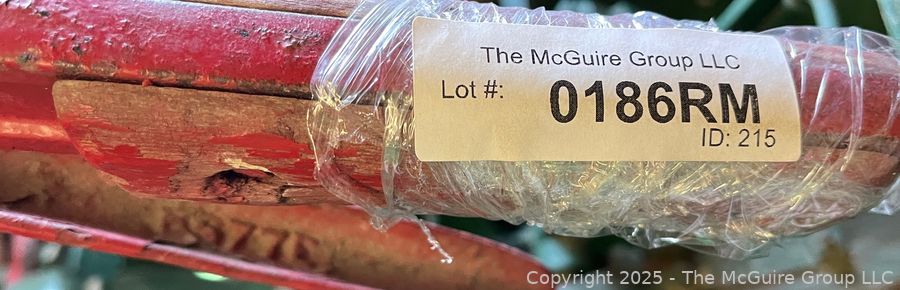 The McGuire Group LLC
Lot #: 0186RM
ID: 215
Copyright 2025 - The McGuire Group LLC